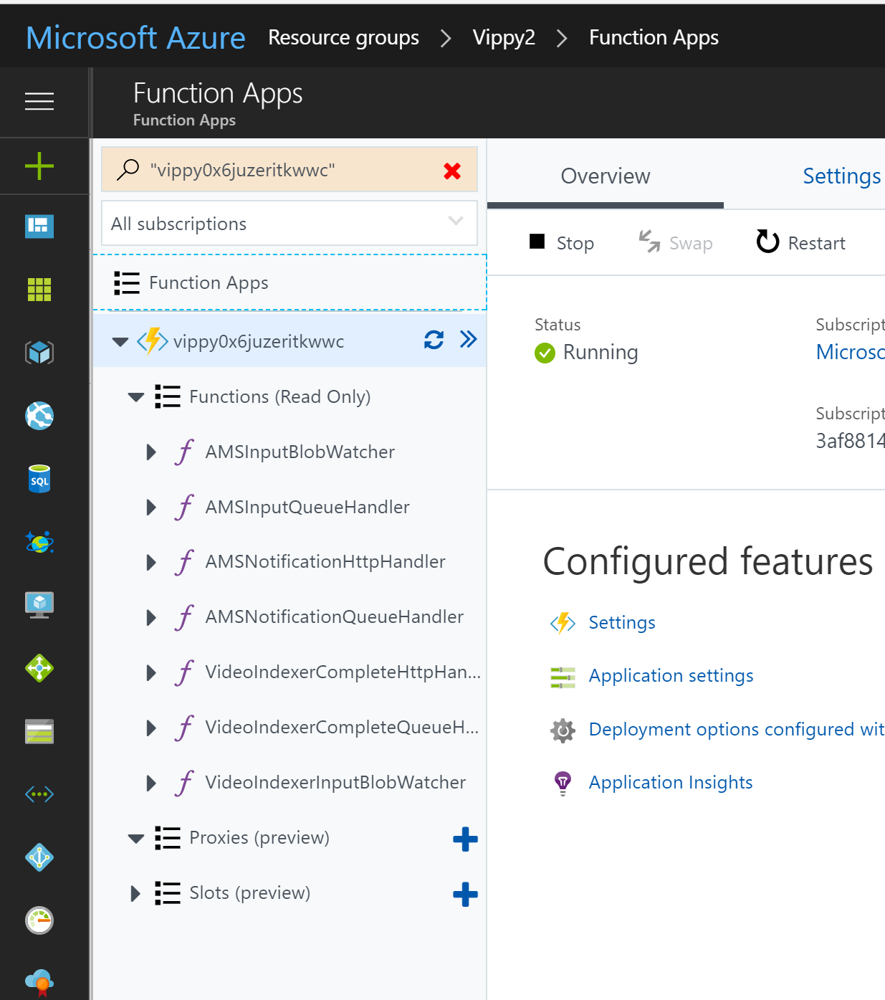 Microsoft Azure Resource groups > Vippy2 > Function Apps
Function Apps
Function Apps
"vippy0x6juzeritkwwc"
All subscriptions
Function Apps
vippy0x6juzeritkwwc
Functions (Read Only)
AMSInputBlobWatcher
AMSInputQueueHandler
AMSNotificationHttpHandler
AMSNotificationQueueHandler
VideoIndexerCompleteHttpHan...
VideoIndexerCompleteQueueH...
VideoIndexerInputBlobWatcher
Proxies (preview)
Slots (preview)
SQL
Overview Settings
Stop Swap Restart
Status
Running
Subscript
Microso
Subscript
3af8814
Configured features
Settings
Application settings
Deployment options configured wit
Application Insights